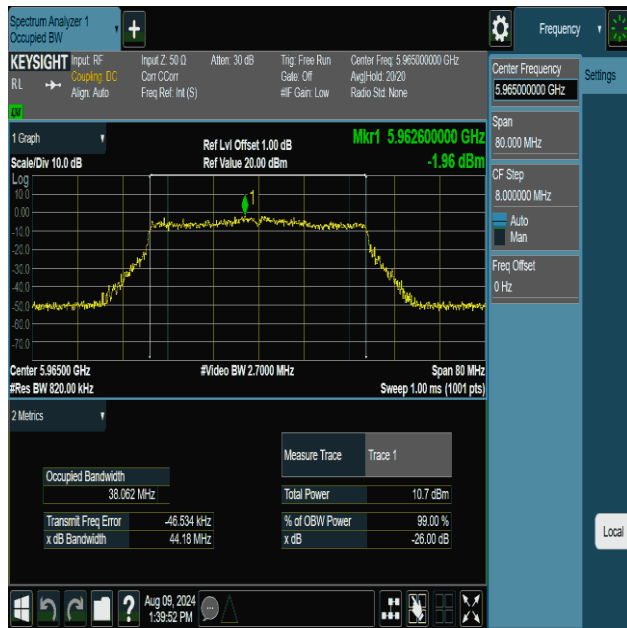 Spectrum Analyzer 1
Occupied BW
Frequency
KEYSIGHT
RL
Input: RF
Coupling: DC
Align: Auto
Input Z: 50 Ω
Corr CCorr
Freq Ref: Int (S)
Atten: 30 dB
Trig: Free Run
Gate: Off
#IF Gain: Low
Center Freq: 5.965000000 GHz
Avg|Hold: 20/20
Radio Std: None
Center Frequency
5.965000000 GHz
Settings
Span
80.000 MHz
CF Step
8.000000 MHz
Auto
Man
Freq Offset
0 Hz
1 Graph
Scale/Div 10.0 dB
Ref Lvl Offset 1.00 dB
Ref Value 20.00 dBm
Mkr1 5.962600000 GHz
-1.96 dBm
Log
10.0
0.00
-10.0
-20.0
-30.0
-40.0
-50.0
-60.0
-70.0
1
Center 5.96500 GHz
#Res BW 820.00 kHz
#Video BW 2.7000 MHz
Span 80 MHz
Sweep 1.00 ms (1001 pts)
2 Metrics
Measure Trace Trace 1
Occupied Bandwidth
38.062 MHz
Total Power 10.7 dBm
Transmit Freq Error -46.534 kHz
% of OBW Power 99.00 %
x dB Bandwidth 44.18 MHz
x dB -26.00 dB
Local
?
Aug 09, 2024
1:39:52 PM